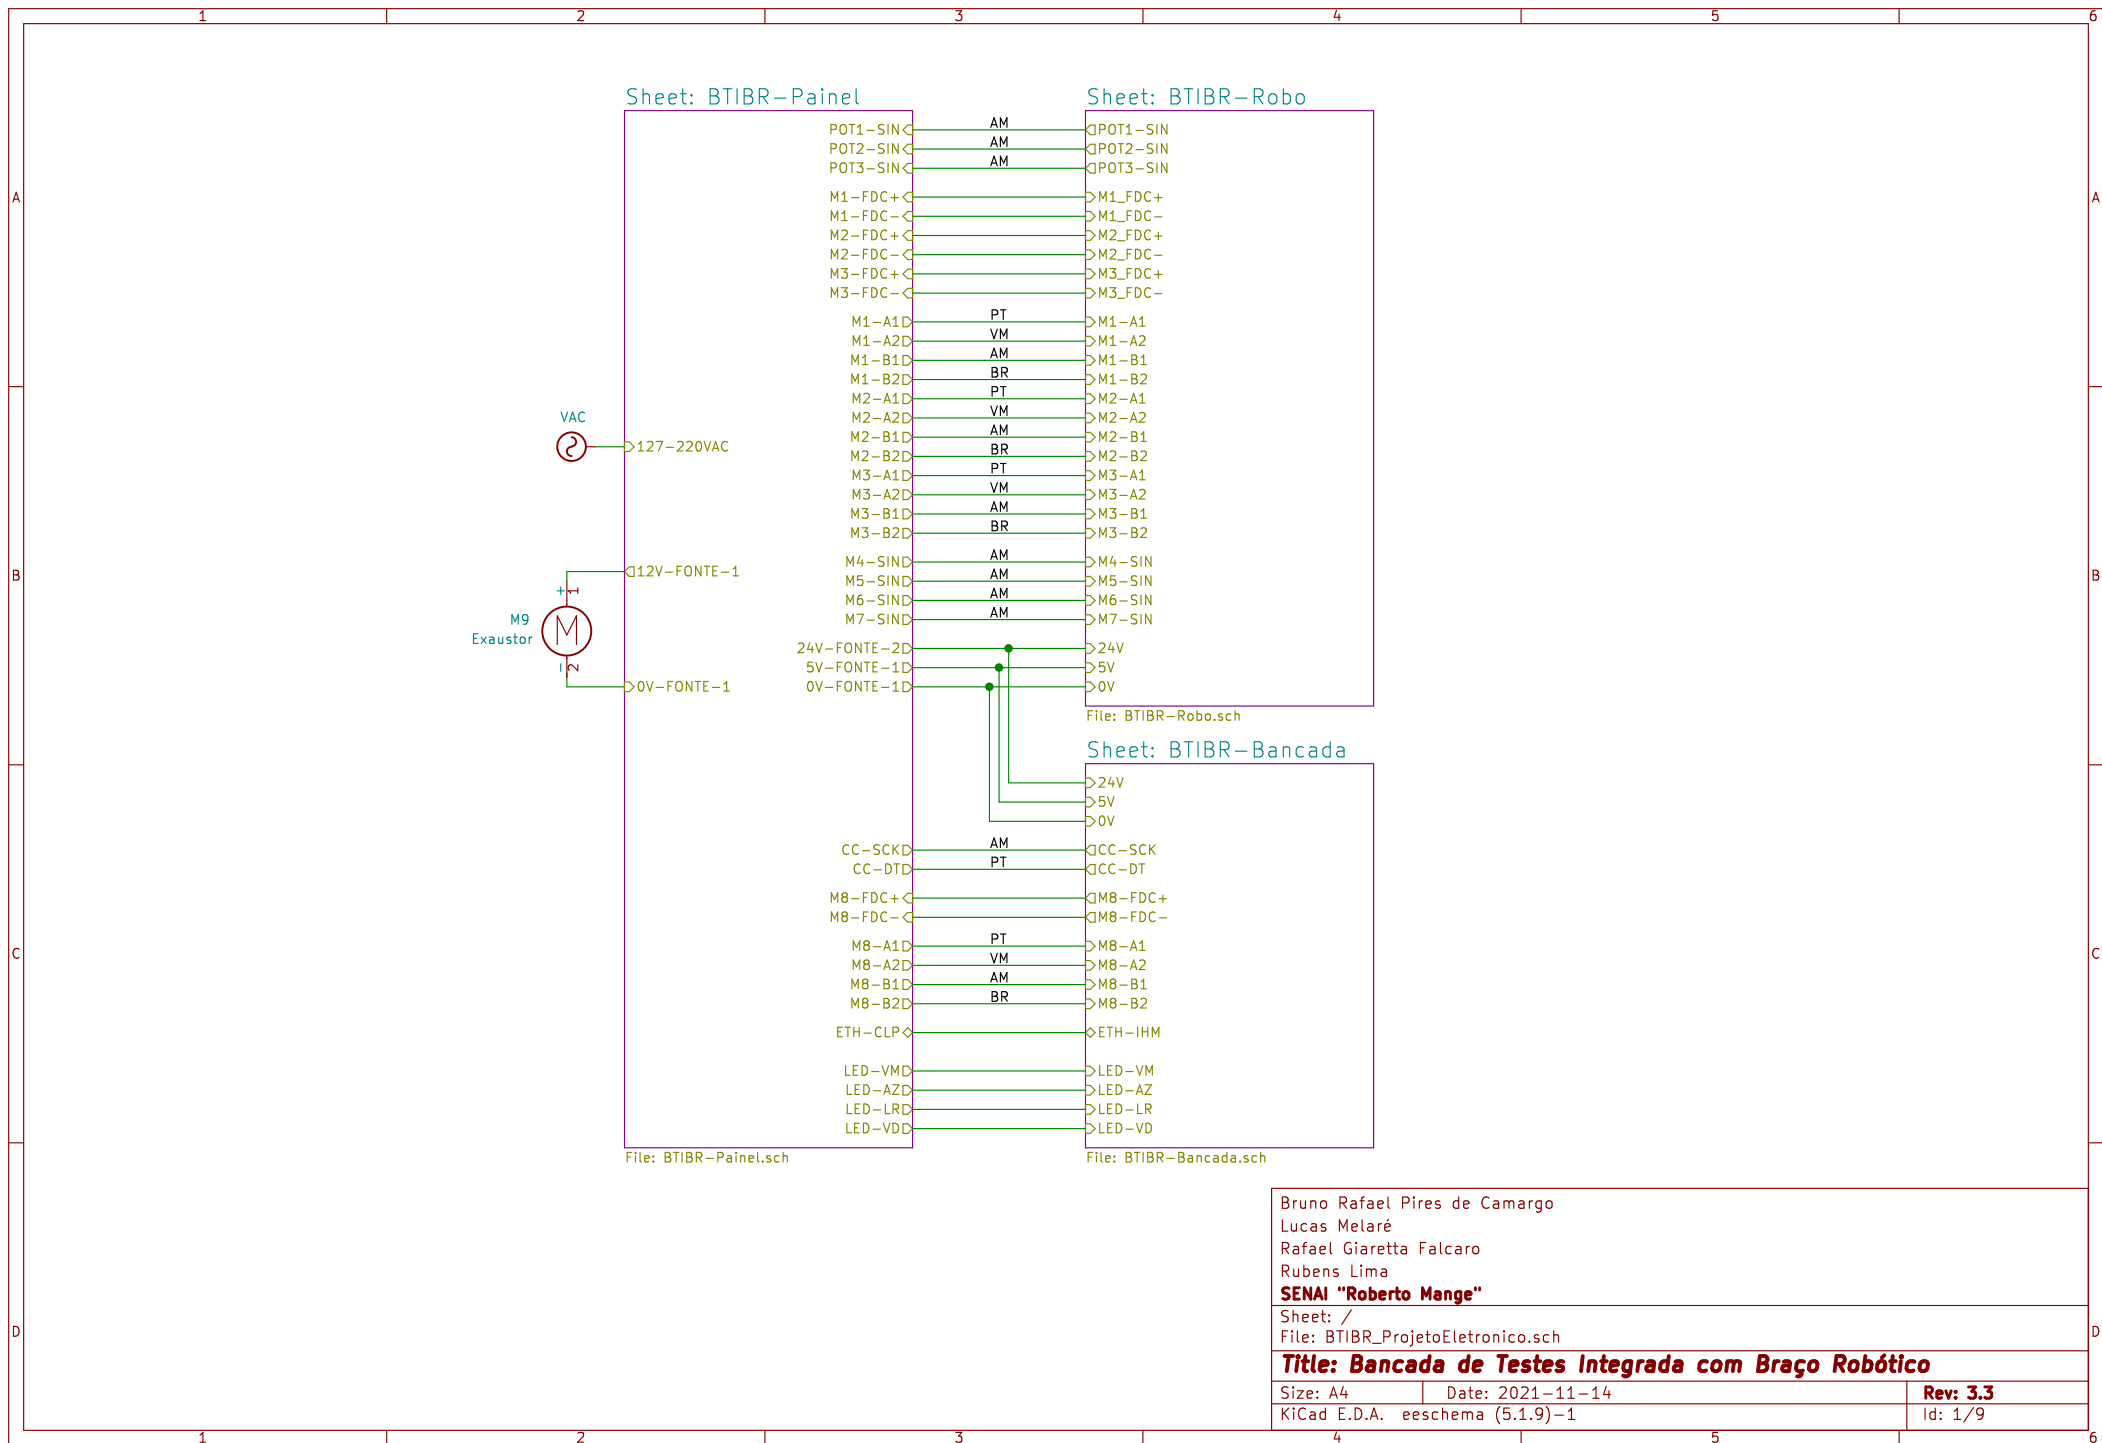 1 2 3 4 5 6
Sheet: BTIBR-Painel
POT1-SIN
POT2-SIN
POT3-SIN
M1-FDC+
M1-FDC-
M2-FDC+
M2-FDC-
M3-FDC+
M3-FDC-
M1-A1
M1-A2
M1-B1
M1-B2
M2-A1
M2-A2
M2-B1
M2-B2
M3-A1
M3-A2
M3-B1
M3-B2
M4-SIN
M5-SIN
M6-SIN
M7-SIN
24V-FONTE-2
5V-FONTE-1
0V-FONTE-1
CC-SCK
CC-DT
M8-FDC+
M8-FDC-
M8-A1
M8-A2
M8-B1
M8-B2
ETH-CLP
LED-VM
LED-AZ
LED-LR
LED-VD
127-220VAC
12V-FONTE-1
0V-FONTE-1
File: BTIBR-Painel.sch
VAC
+
1
M9
Exaustor
M
-
2
AM
AM
AM
PT
VM
AM
BR
PT
VM
AM
BR
PT
VM
AM
BR
AM
AM
AM
AM
AM
PT
PT
VM
AM
BR
Sheet: BTIBR-Robo
POT1-SIN
POT2-SIN
POT3-SIN
M1_FDC+
M1_FDC-
M2_FDC+
M2_FDC-
M3_FDC+
M3_FDC-
M1-A1
M1-A2
M1-B1
M1-B2
M2-A1
M2-A2
M2-B1
M2-B2
M3-A1
M3-A2
M3-B1
M3-B2
M4-SIN
M5-SIN
M6-SIN
M7-SIN
24V
5V
0V
File: BTIBR-Robo.sch
Sheet: BTIBR-Bancada
24V
5V
0V
CC-SCK
CC-DT
M8-FDC+
M8-FDC-
M8-A1
M8-A2
M8-B1
M8-B2
ETH-IHM
LED-VM
LED-AZ
LED-LR
LED-VD
File: BTIBR-Bancada.sch
A
B
C
D
A
B
C
D
Bruno Rafael Pires de Camargo
Lucas Melaré
Rafael Giaretta Falcaro
Rubens Lima
SENAI "Roberto Mange"
Sheet: /
File: BTIBR_ProjetoEletronico.sch
Title: Bancada de Testes Integrada com Braço Robótico
Size: A4 Date: 2021-11-14 Rev: 3.3
KiCad E.D.A. eeschema (5.1.9)-1 Id: 1/9
1 2 3 4 5 6